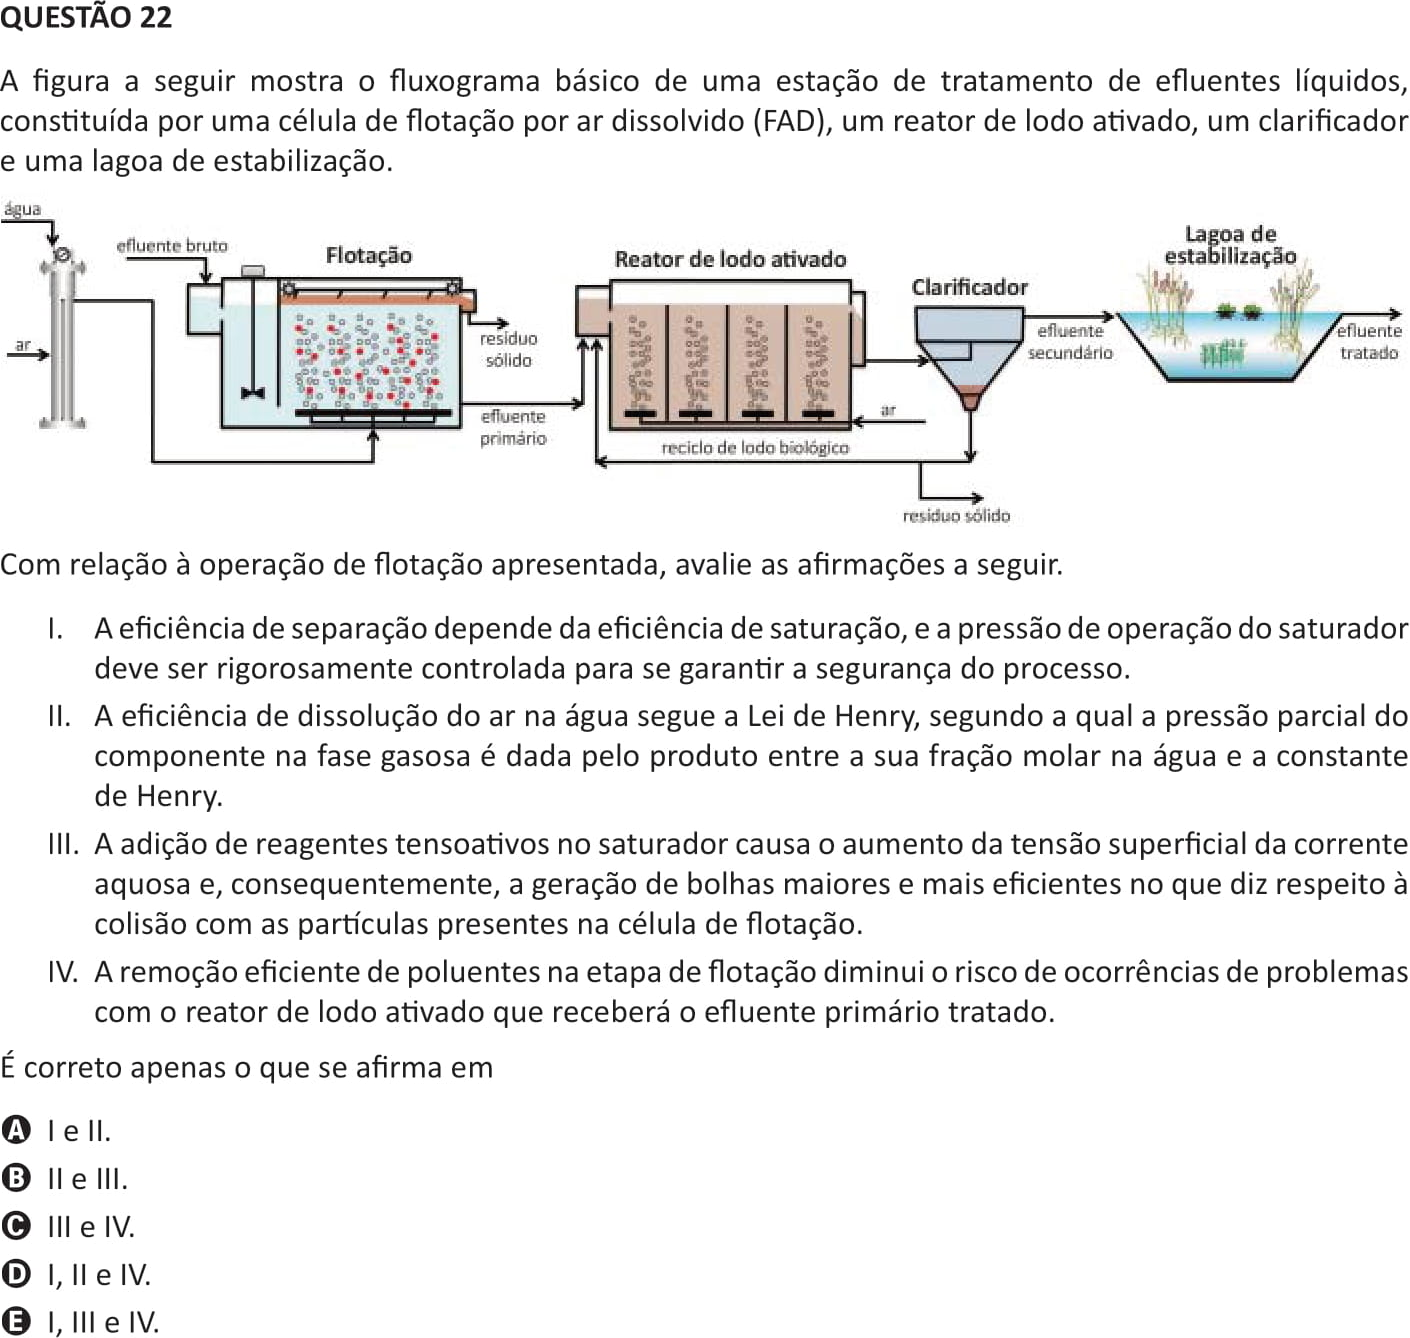 QUESTÃO 22
A figura a seguir mostra o fluxograma básico de uma estação de tratamento de efluentes líquidos,
constituída por uma célula de flotação por ar dissolvido (FAD), um reator de lodo ativado, um clarificador
e uma lagoa de estabilização.
água
efluente bruto
Flotação
Reator de lodo ativado
Clarificador
Lagoa de
estabilização
ar
resíduo
sólido
efluente
primário
ar
reciclo de lodo biológico
resíduo sólido
efluente
secundário
efluente
tratado
Com relação à operação de flotação apresentada, avalie as afirmações a seguir.
I. A eficiência de separação depende da eficiência de saturação, e a pressão de operação do saturador
deve ser rigorosamente controlada para se garantir a segurança do processo.
II. A eficiência de dissolução do ar na água segue a Lei de Henry, segundo a qual a pressão parcial do
componente na fase gasosa é dada pelo produto entre a sua fração molar na água e a constante
de Henry.
III. A adição de reagentes tensoativos no saturador causa o aumento da tensão superficial da corrente
aquosa e, consequentemente, a geração de bolhas maiores e mais eficientes no que diz respeito à
colisão com as partículas presentes na célula de flotação.
IV. A remoção eficiente de poluentes na etapa de flotação diminui o risco de ocorrências de problemas
com o reator de lodo ativado que receberá o efluente primário tratado.
É correto apenas o que se afirma em
A I e II.
B II e III.
C III e IV.
D I, II e IV.
E I, III e IV.